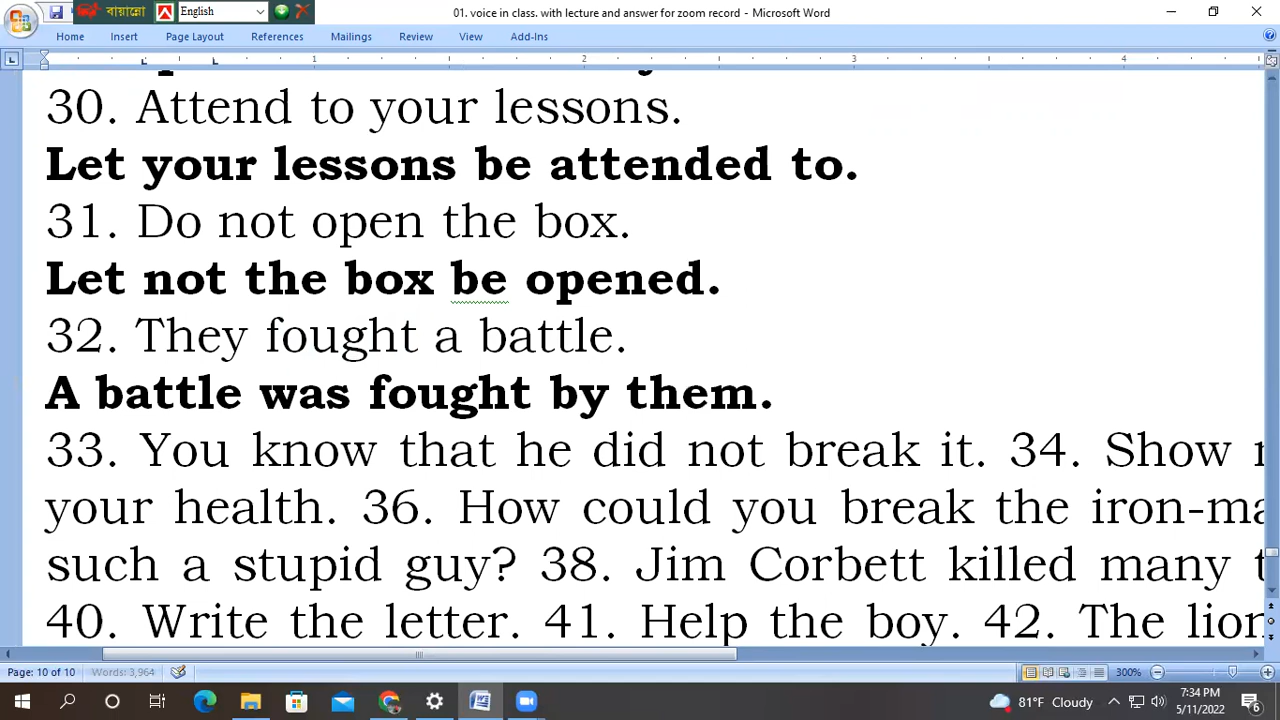 বায়ান্নো
English
01. voice in class. with lecture and answer for zoom record - Microsoft Word
Home Insert Page Layout References Mailings Review View Add-Ins
1 2 3 4
30. Attend to your lessons.
Let your lessons be attended to.
31. Do not open the box.
Let not the box be opened.
32. They fought a battle.
A battle was fought by them.
33. You know that he did not break it. 34. Show
your health. 36. How could you break the iron-ma
such a stupid guy? 38. Jim Corbett killed many
40. Write the letter. 41. Help the boy. 42. The lion
Page: 10 of 10 Words: 3,964 300%
81°F Cloudy 7:34 PM
5/11/2022 6